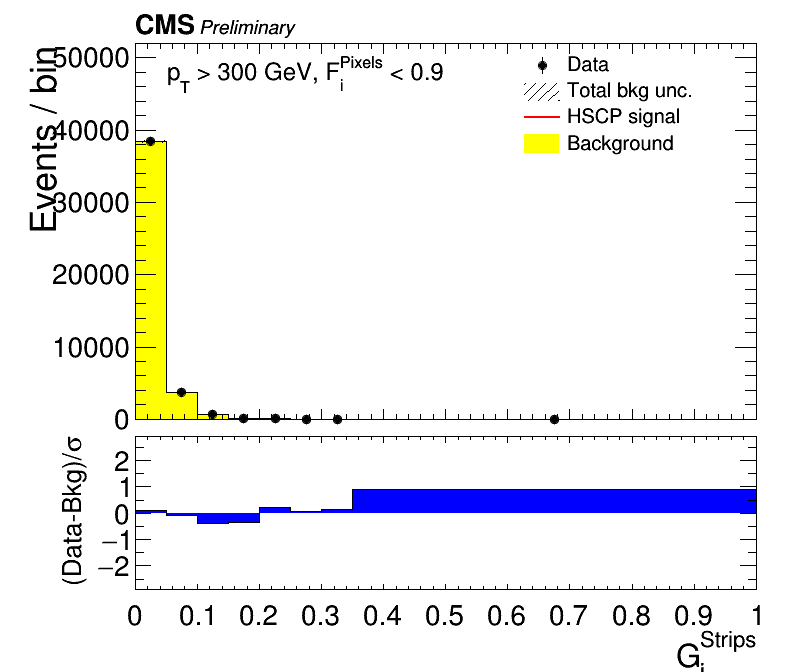 CMS Preliminary
50000
40000
30000
20000
10000
0
Events / bin
p_T > 300 GeV, F_i^Pixels < 0.9
Data
Total bkg unc.
HSCP signal
Background
2
1
0
−1
−2
(Data-Bkg)/σ
0 0.1 0.2 0.3 0.4 0.5 0.6 0.7 0.8 0.9 1
G_i^Strips